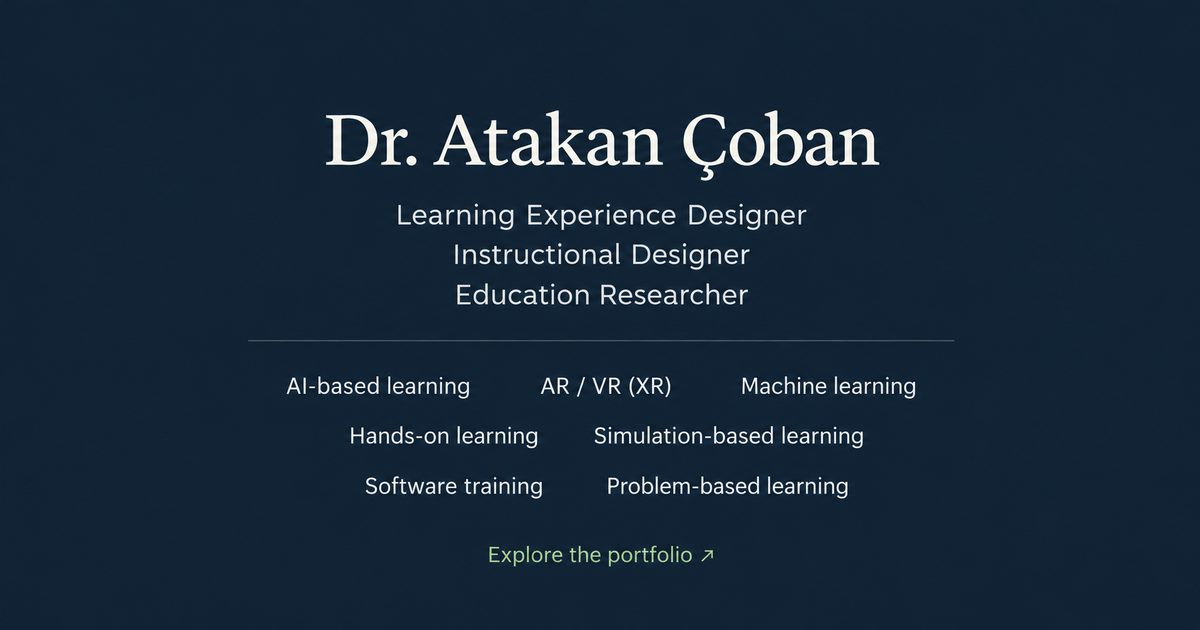 Dr. Atakan Çoban
Learning Experience Designer
Instructional Designer
Education Researcher
AI-based learning AR / VR (XR) Machine learning
Hands-on learning Simulation-based learning
Software training Problem-based learning
Explore the portfolio ↗